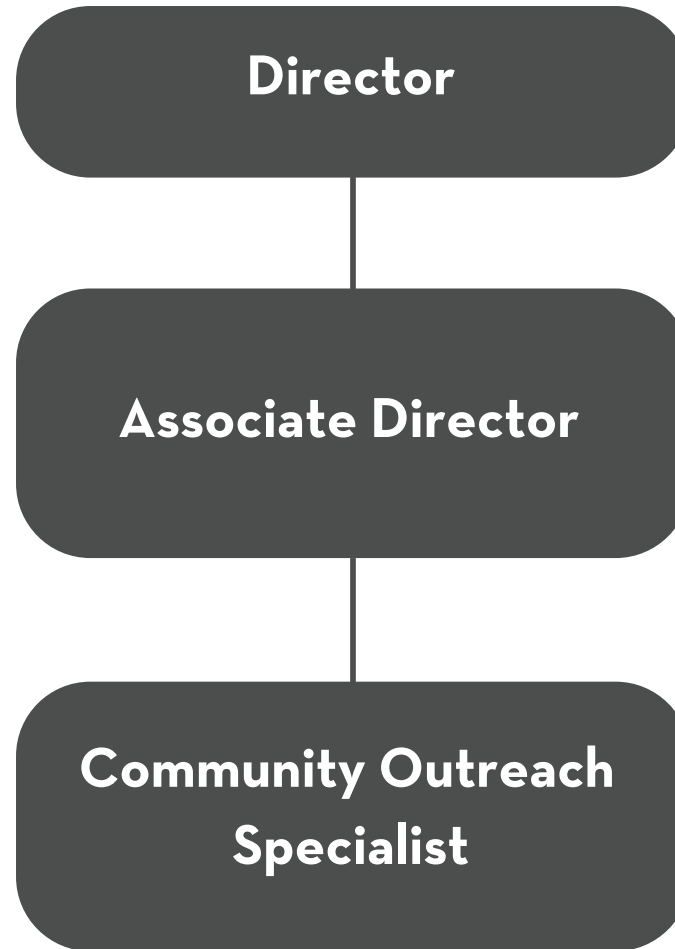 Director
Associate Director
Community Outreach
Specialist